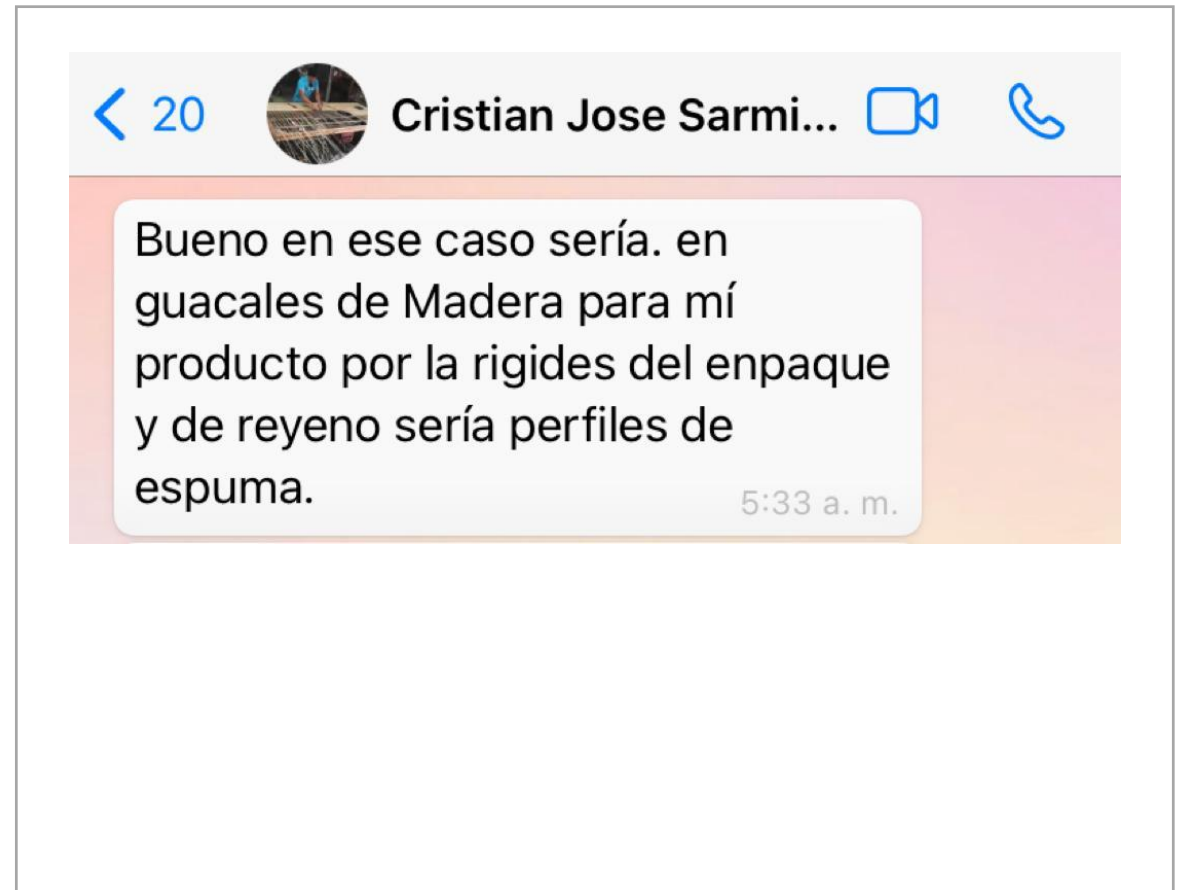 20
Cristian Jose Sarmi...
Bueno en ese caso sería. en
guacales de Madera para mí
producto por la rigides del enpaque
y de reyeno sería perfiles de
espuma.
5:33 a. m.